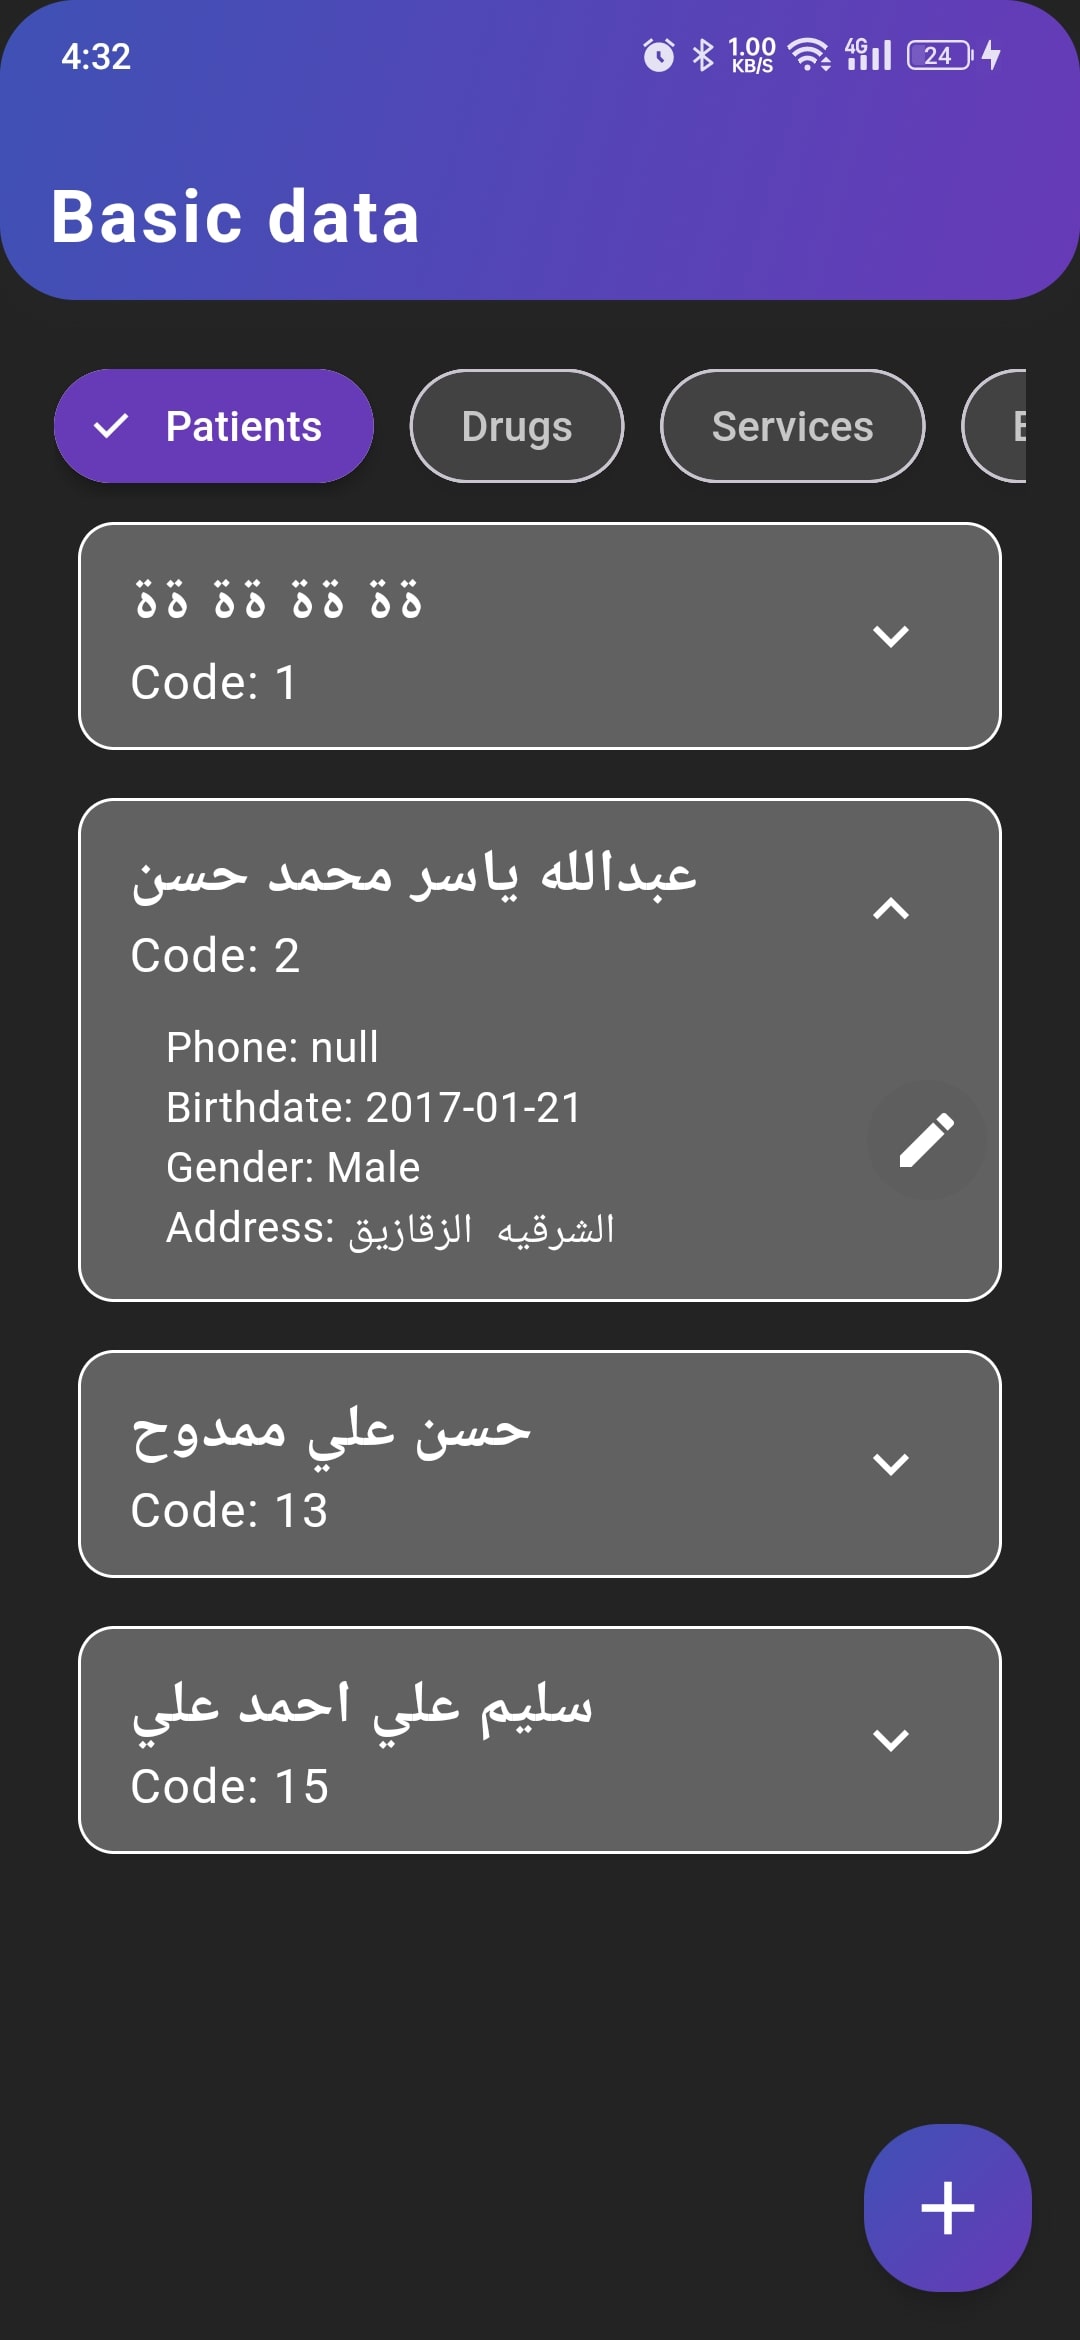 4:32
1.00 KB/S 4G 24
Basic data
Patients Drugs Services
ةة ةة ةة ةة
Code: 1
عبدالله ياسر محمد حسن
Code: 2
Phone: null
Birthdate: 2017-01-21
Gender: Male
Address: الشرقيه الزقازيق
حسن علي ممدوح
Code: 13
سليم علي احمد علي
Code: 15